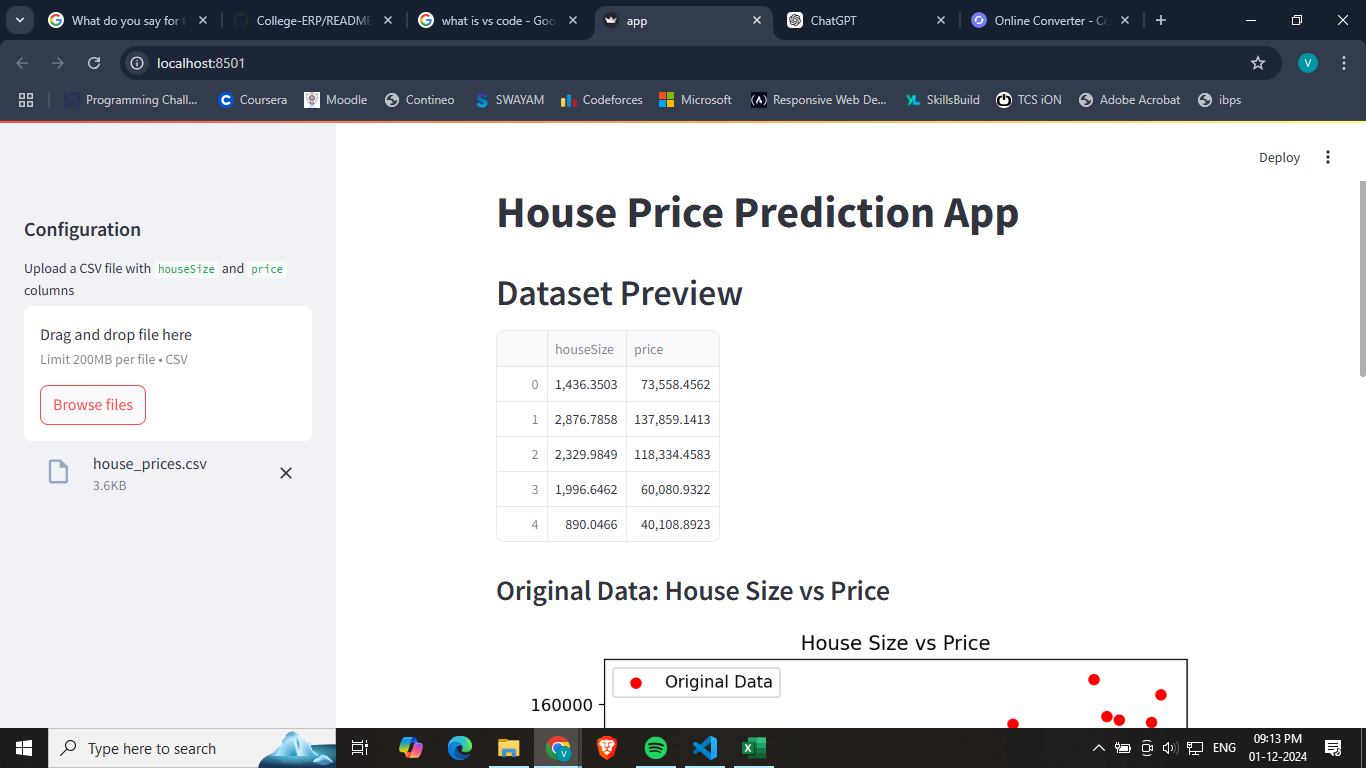 What do you say for t
College-ERP/README
what is vs code - Goo
app
ChatGPT
Online Converter - Co
localhost:8501
V
Programming Chall...
Coursera
Moodle
Contineo
SWAYAM
Codeforces
Microsoft
Responsive Web De...
SkillsBuild
TCS iON
Adobe Acrobat
ibps
Deploy
Configuration
Upload a CSV file with houseSize and price
columns
Drag and drop file here
Limit 200MB per file • CSV
Browse files
house_prices.csv
3.6KB
House Price Prediction App
Dataset Preview
houseSize price
0 1,436.3503 73,558.4562
1 2,876.7858 137,859.1413
2 2,329.9849 118,334.4583
3 1,996.6462 60,080.9322
4 890.0466 40,108.8923
Original Data: House Size vs Price
House Size vs Price
Original Data
160000
Type here to search
ENG
09:13 PM
01-12-2024